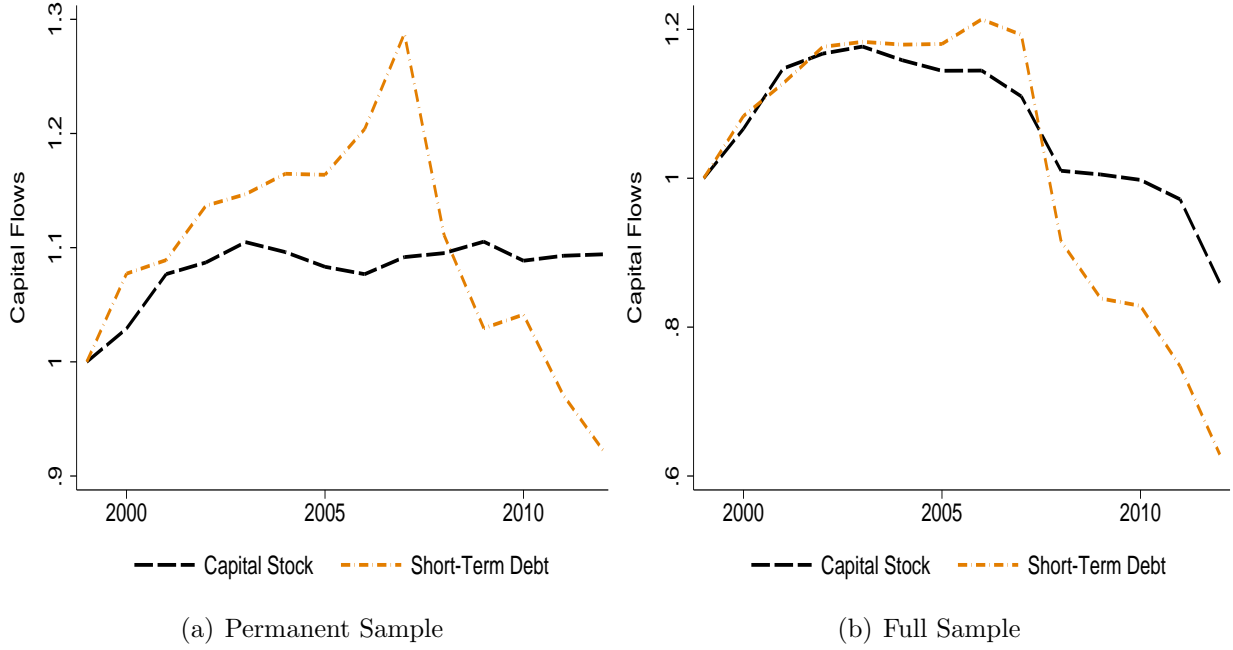 Capital Flows
1.3
1.2
1.1
1
.9
2000 2005 2010
Capital Stock Short-Term Debt
(a) Permanent Sample
Capital Flows
1.2
1
.8
.6
2000 2005 2010
Capital Stock Short-Term Debt
(b) Full Sample